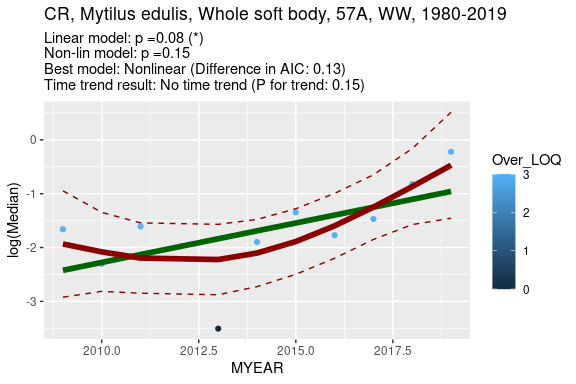 CR, Mytilus edulis, Whole soft body, 57A, WW, 1980-2019
Linear model: p =0.08 (*)
Non-lin model: p =0.15
Best model: Nonlinear (Difference in AIC: 0.13)
Time trend result: No time trend (P for trend: 0.15)
log(Median)
0
-1
-2
-3
2010.0 2012.5 2015.0 2017.5
MYEAR
Over_LOQ
3
2
1
0